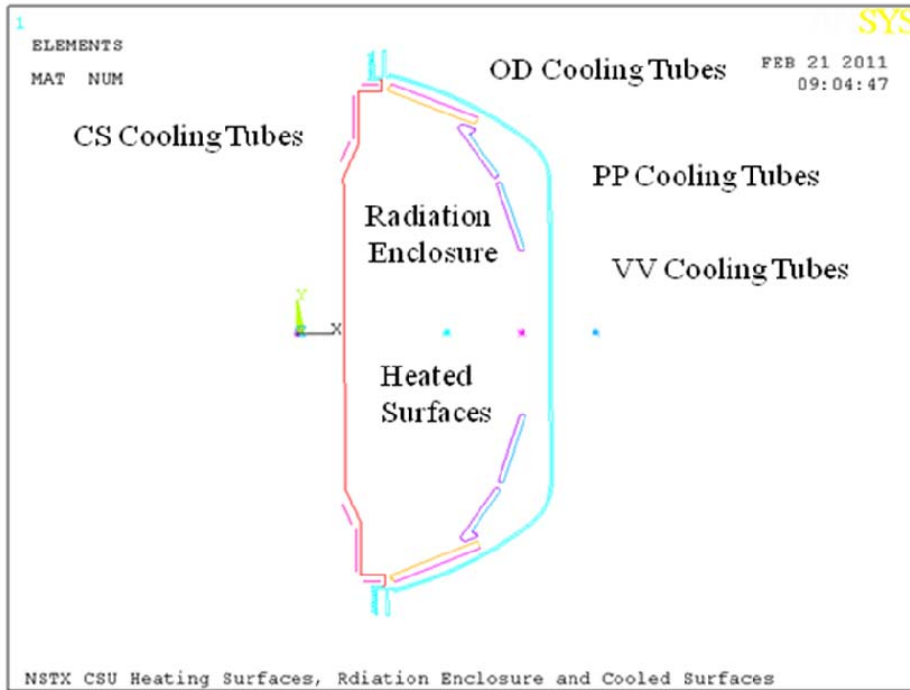 1
ELEMENTS
MAT NUM
SYS
FEB 21 2011
09:04:47
OD Cooling Tubes
CS Cooling Tubes
PP Cooling Tubes
Radiation
Enclosure
VV Cooling Tubes
Y
Z X
Heated
Surfaces
NSTX CSU Heating Surfaces, Rdiation Enclosure and Cooled Surfaces